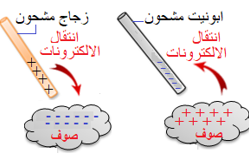 زجاج مشحون
انتقال
الالكترونات
صوف
ابونيت مشحون
انتقال
الالكترونات
صوف